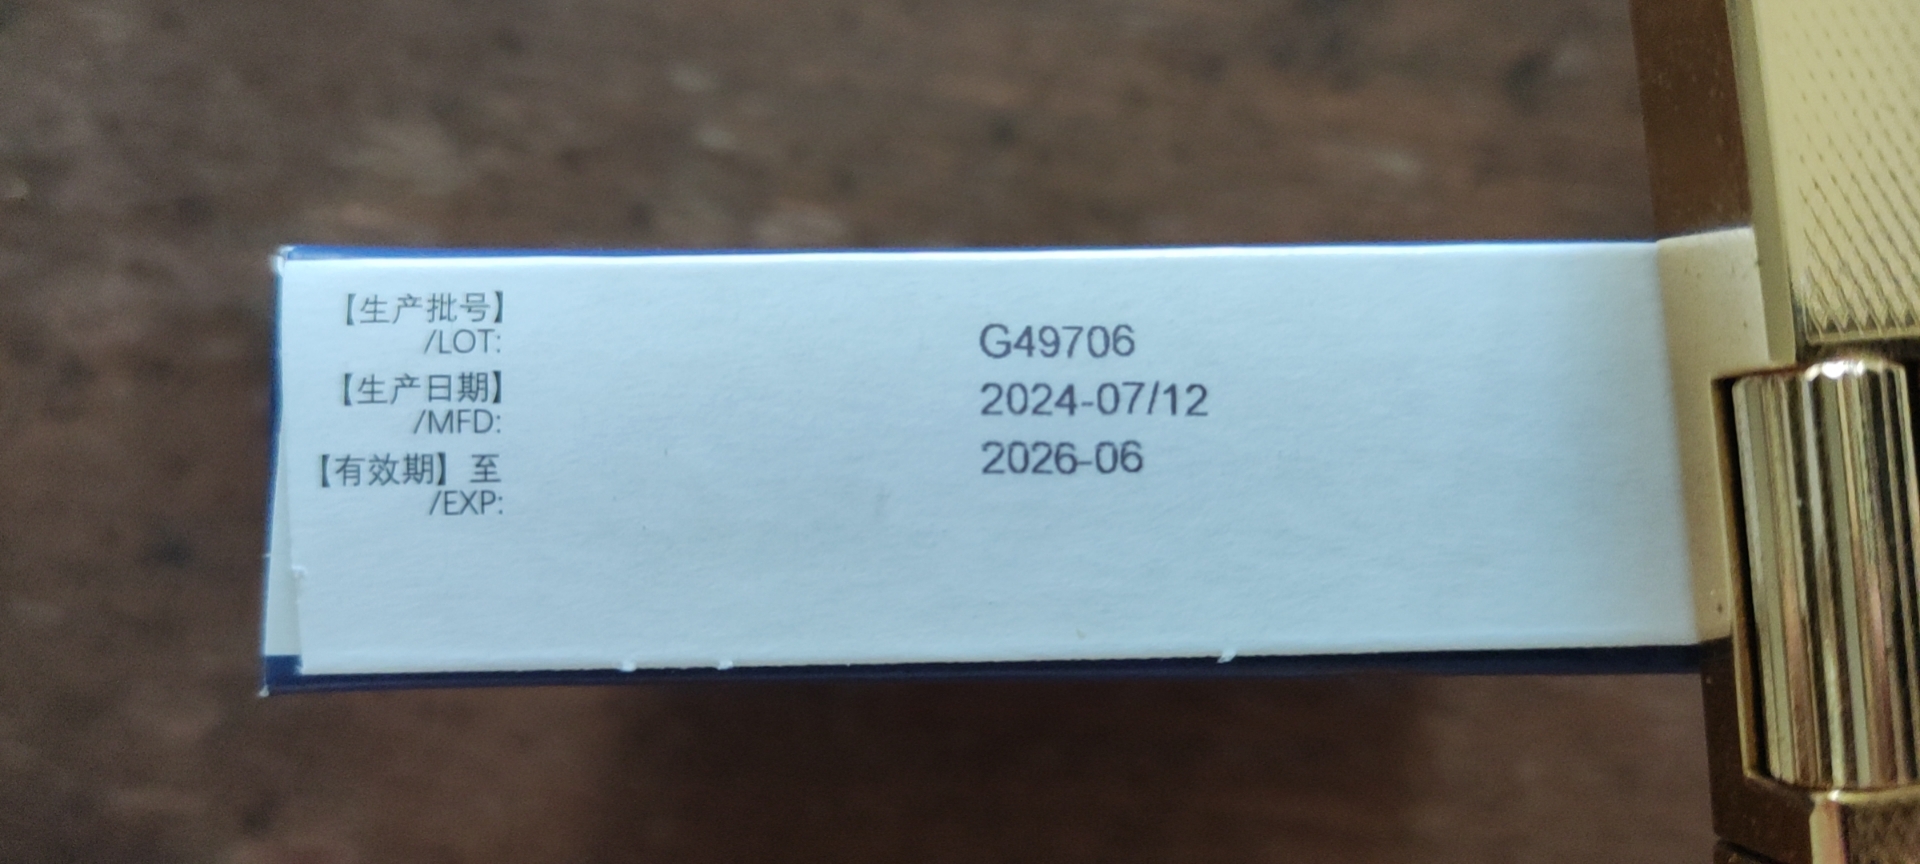 【生产批号】
/LOT:
G49706
【生产日期】
/MFD:
2024-07/12
【有效期】至
/EXP:
2026-06